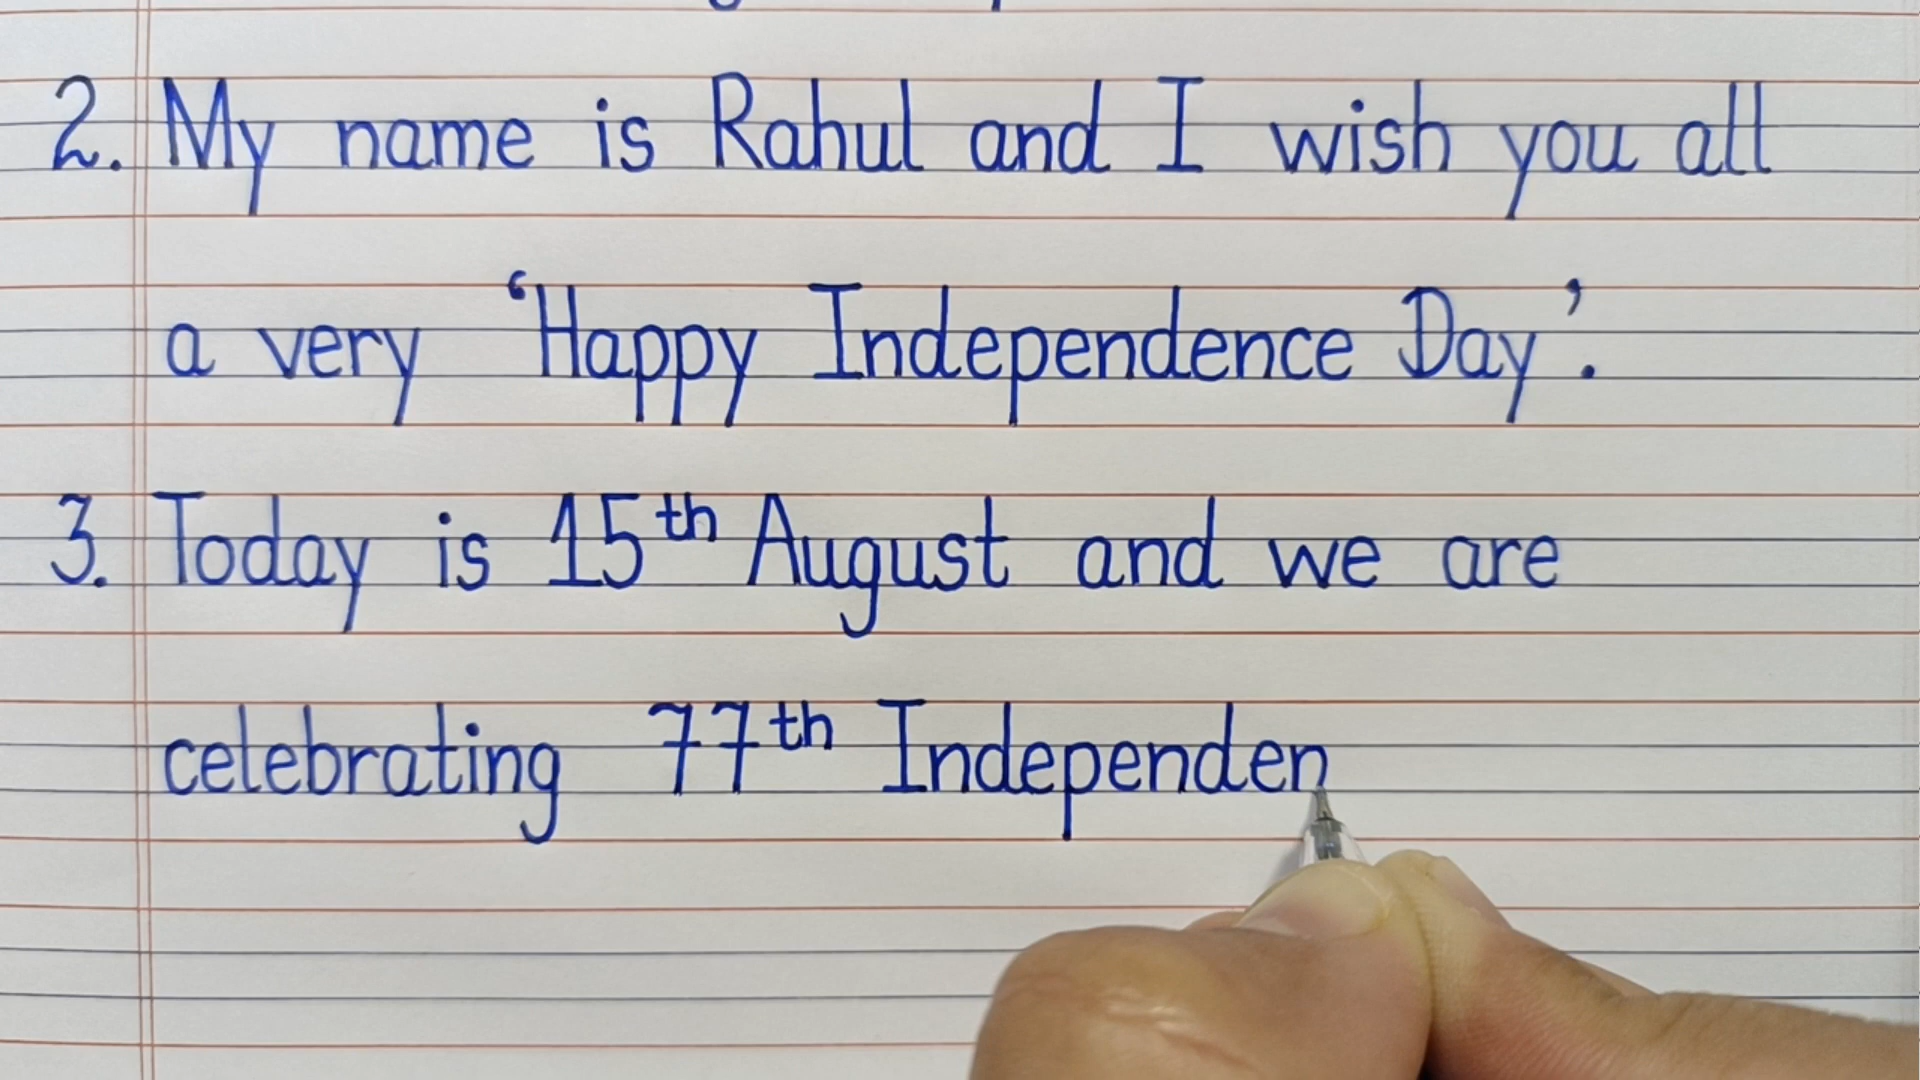 2. My name is Rahul and I wish you all
a very ‘Happy Independence Day’.
3. Today is 15th August and we are
celebrating 77th Independen